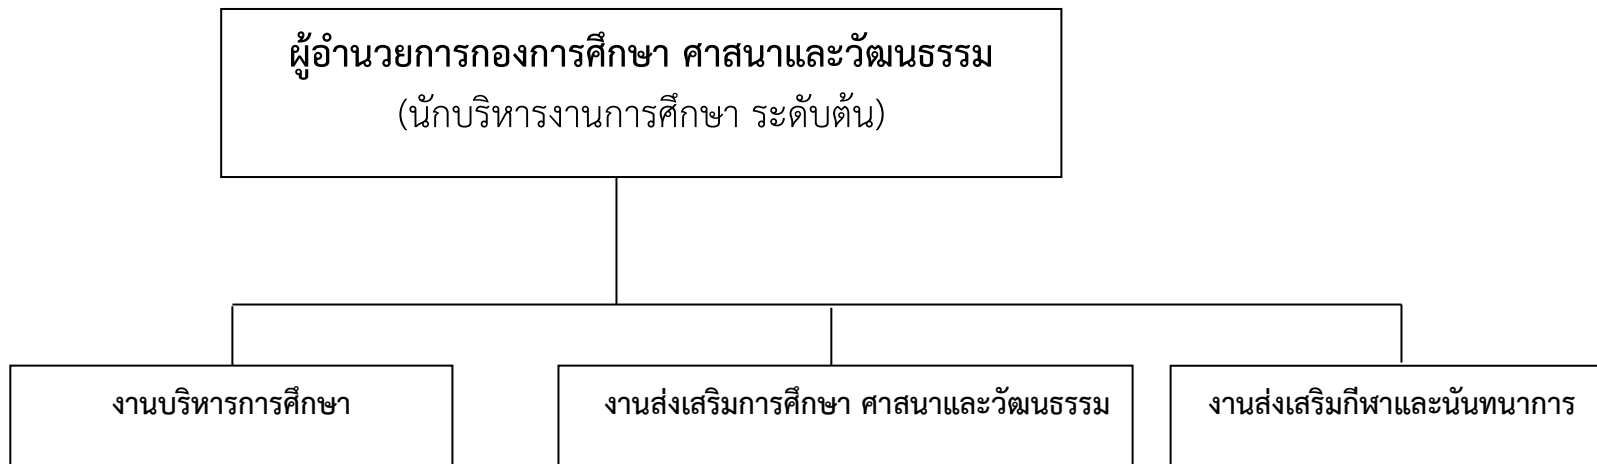 ผู้อำนวยการกองการศึกษา ศาสนาและวัฒนธรรม
(นักบริหารงานการศึกษา ระดับต้น)
งานบริหารการศึกษา
งานส่งเสริมการศึกษา ศาสนาและวัฒนธรรม
งานส่งเสริมกีฬาและนันทนาการ